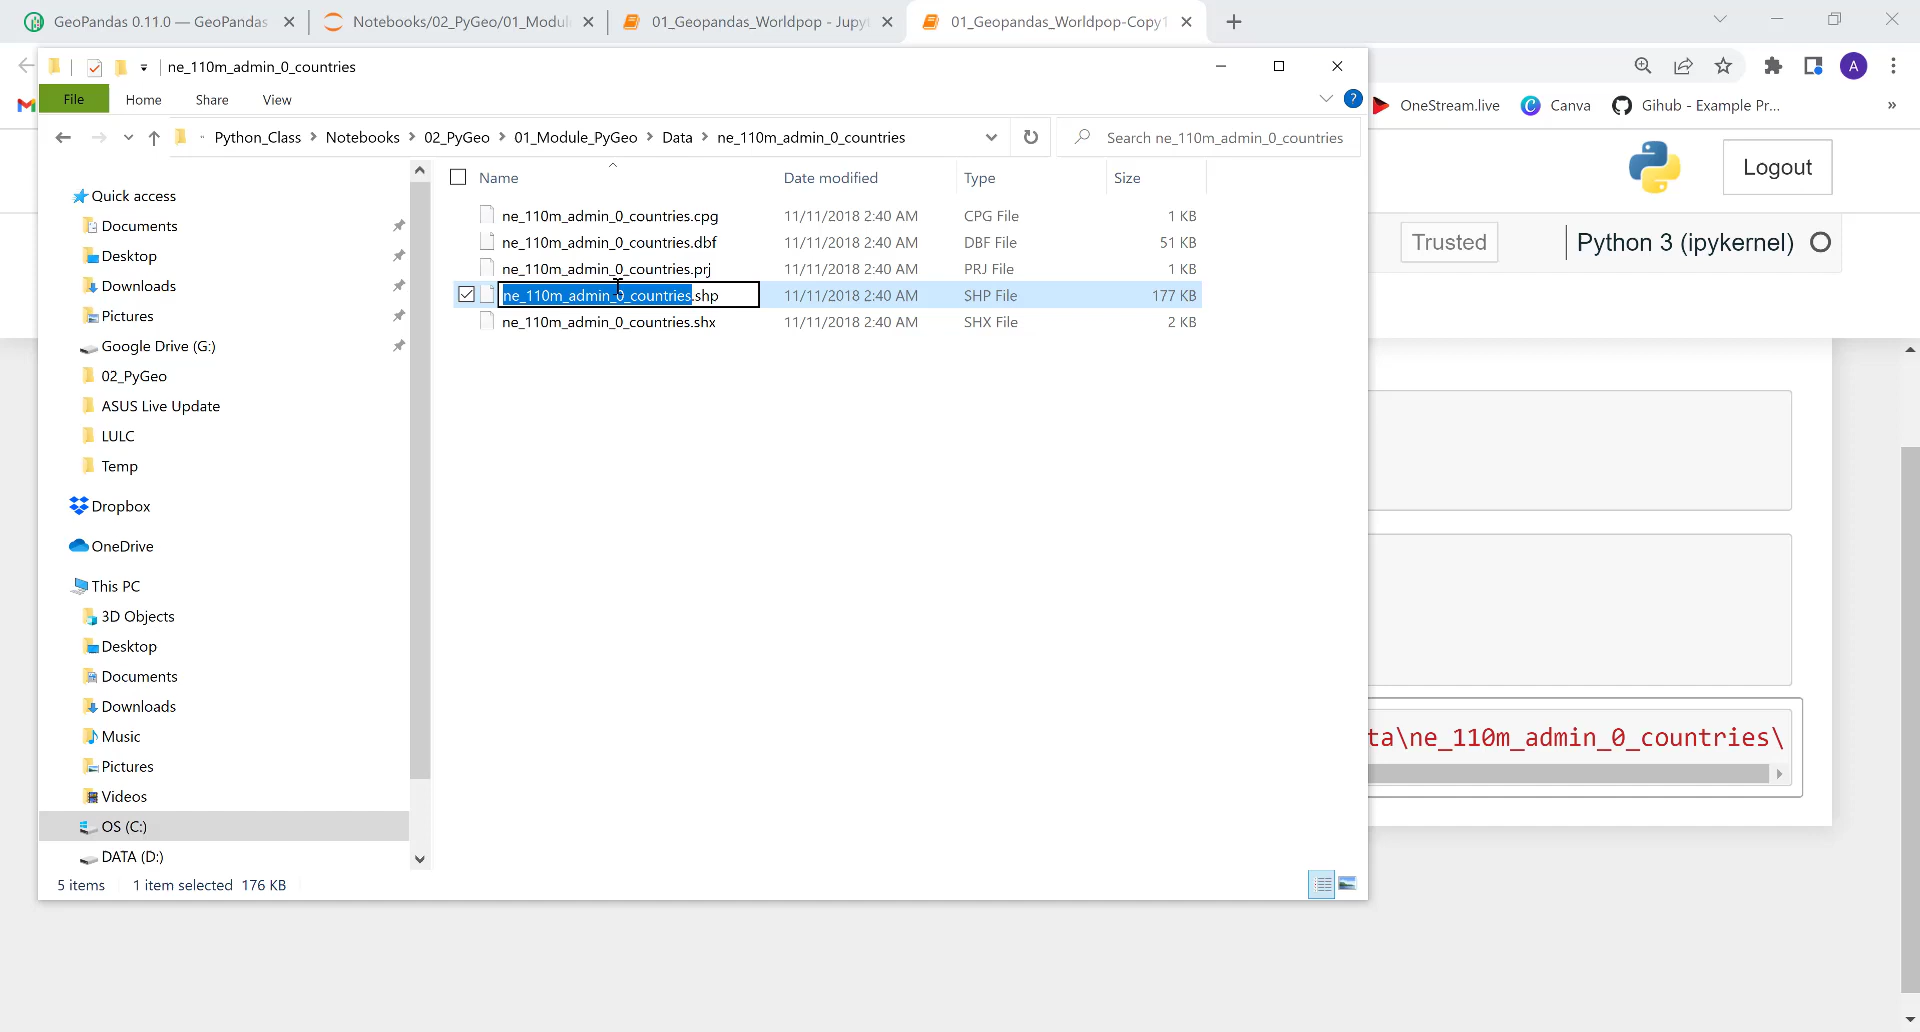 GeoPandas 0.11.0 — GeoPandas
Notebooks/02_PyGeo/01_Modul
01_Geopandas_Worldpop - Jupyt
01_Geopandas_Worldpop-Copy1
ne_110m_admin_0_countries
A
File
Home
Share
View
?
OneStream.live
Canva
Gihub - Example Pr...
»
Python_Class > Notebooks > 02_PyGeo > 01_Module_PyGeo > Data > ne_110m_admin_0_countries
Search ne_110m_admin_0_countries
Logout
Name
Date modified
Type
Size
Quick access
Documents
Desktop
Downloads
Pictures
Google Drive (G:)
02_PyGeo
ASUS Live Update
LULC
Temp
Dropbox
OneDrive
This PC
3D Objects
Desktop
Documents
Downloads
Music
Pictures
Videos
OS (C:)
DATA (D:)
ne_110m_admin_0_countries.cpg 11/11/2018 2:40 AM CPG File 1 KB
ne_110m_admin_0_countries.dbf 11/11/2018 2:40 AM DBF File 51 KB
ne_110m_admin_0_countries.prj 11/11/2018 2:40 AM PRJ File 1 KB
ne_110m_admin_0_countries.shp 11/11/2018 2:40 AM SHP File 177 KB
ne_110m_admin_0_countries.shx 11/11/2018 2:40 AM SHX File 2 KB
Trusted
Python 3 (ipykernel)
ta\ne_110m_admin_0_countries\
5 items
1 item selected 176 KB